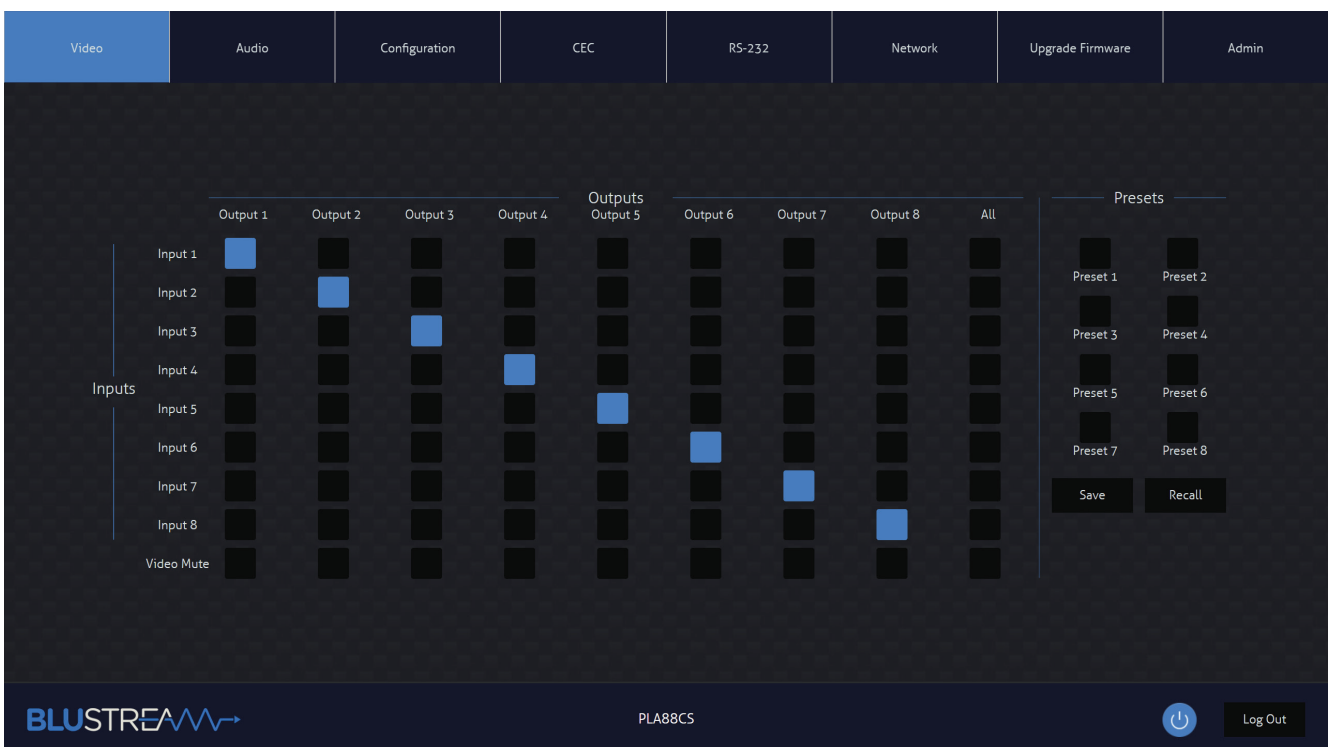 Video Audio Configuration CEC RS-232 Network Upgrade Firmware Admin
Outputs
Presets
Output 1 Output 2 Output 3 Output 4 Output 5 Output 6 Output 7 Output 8 All
Input 1
Preset 1 Preset 2
Input 2
Input 3
Preset 3 Preset 4
Input 4
Inputs
Preset 5 Preset 6
Input 5
Input 6
Preset 7 Preset 8
Input 7
Save Recall
Input 8
Video Mute
BLUSTREAM
PLA88CS
Log Out